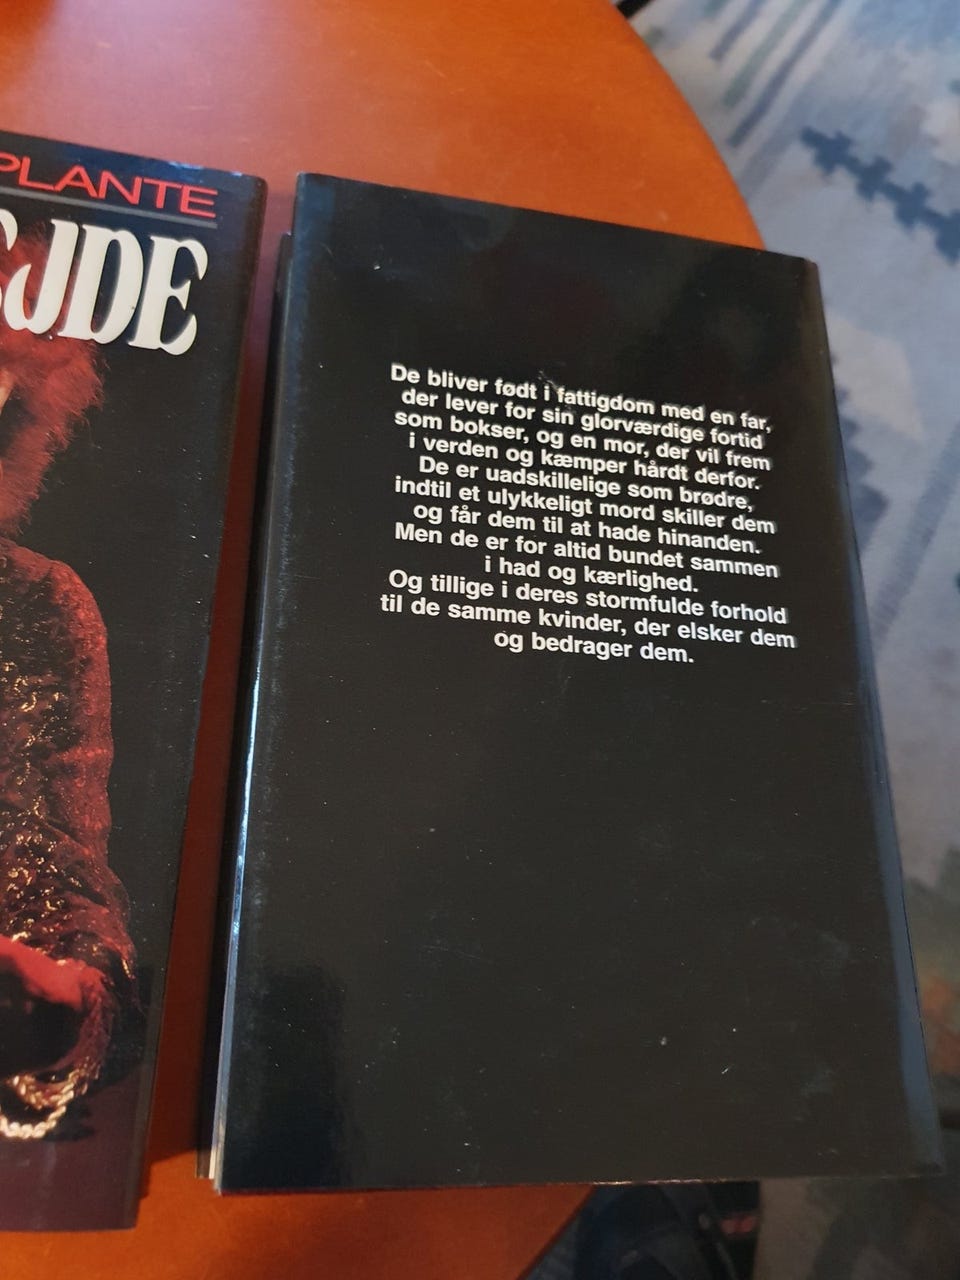 PLANTE
JDE
De bliver født i fattigdom med en far,
der lever for sin glorværdige fortid
som bokser, og en mor, der vil frem
i verden og kæmper hårdt derfor.
De er uadskillelige som brødre,
indtil et ulykkeligt mord skiller dem
og får dem til at hade hinanden.
Men de er for altid bundet sammen
i had og kærlighed.
Og tillige i deres stormfulde forhold
til de samme kvinder, der elsker dem
og bedrager dem.